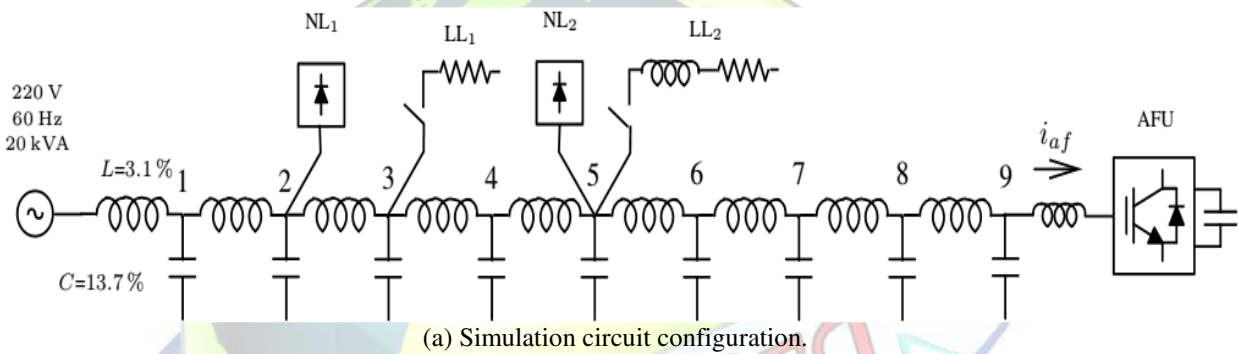 NL₁
LL₁
NL₂
LL₂
220 V
60 Hz
20 kVA
AFU
i_af
L=3.1%
1 2 3 4 5 6 7 8 9
C=13.7%
(a) Simulation circuit configuration.